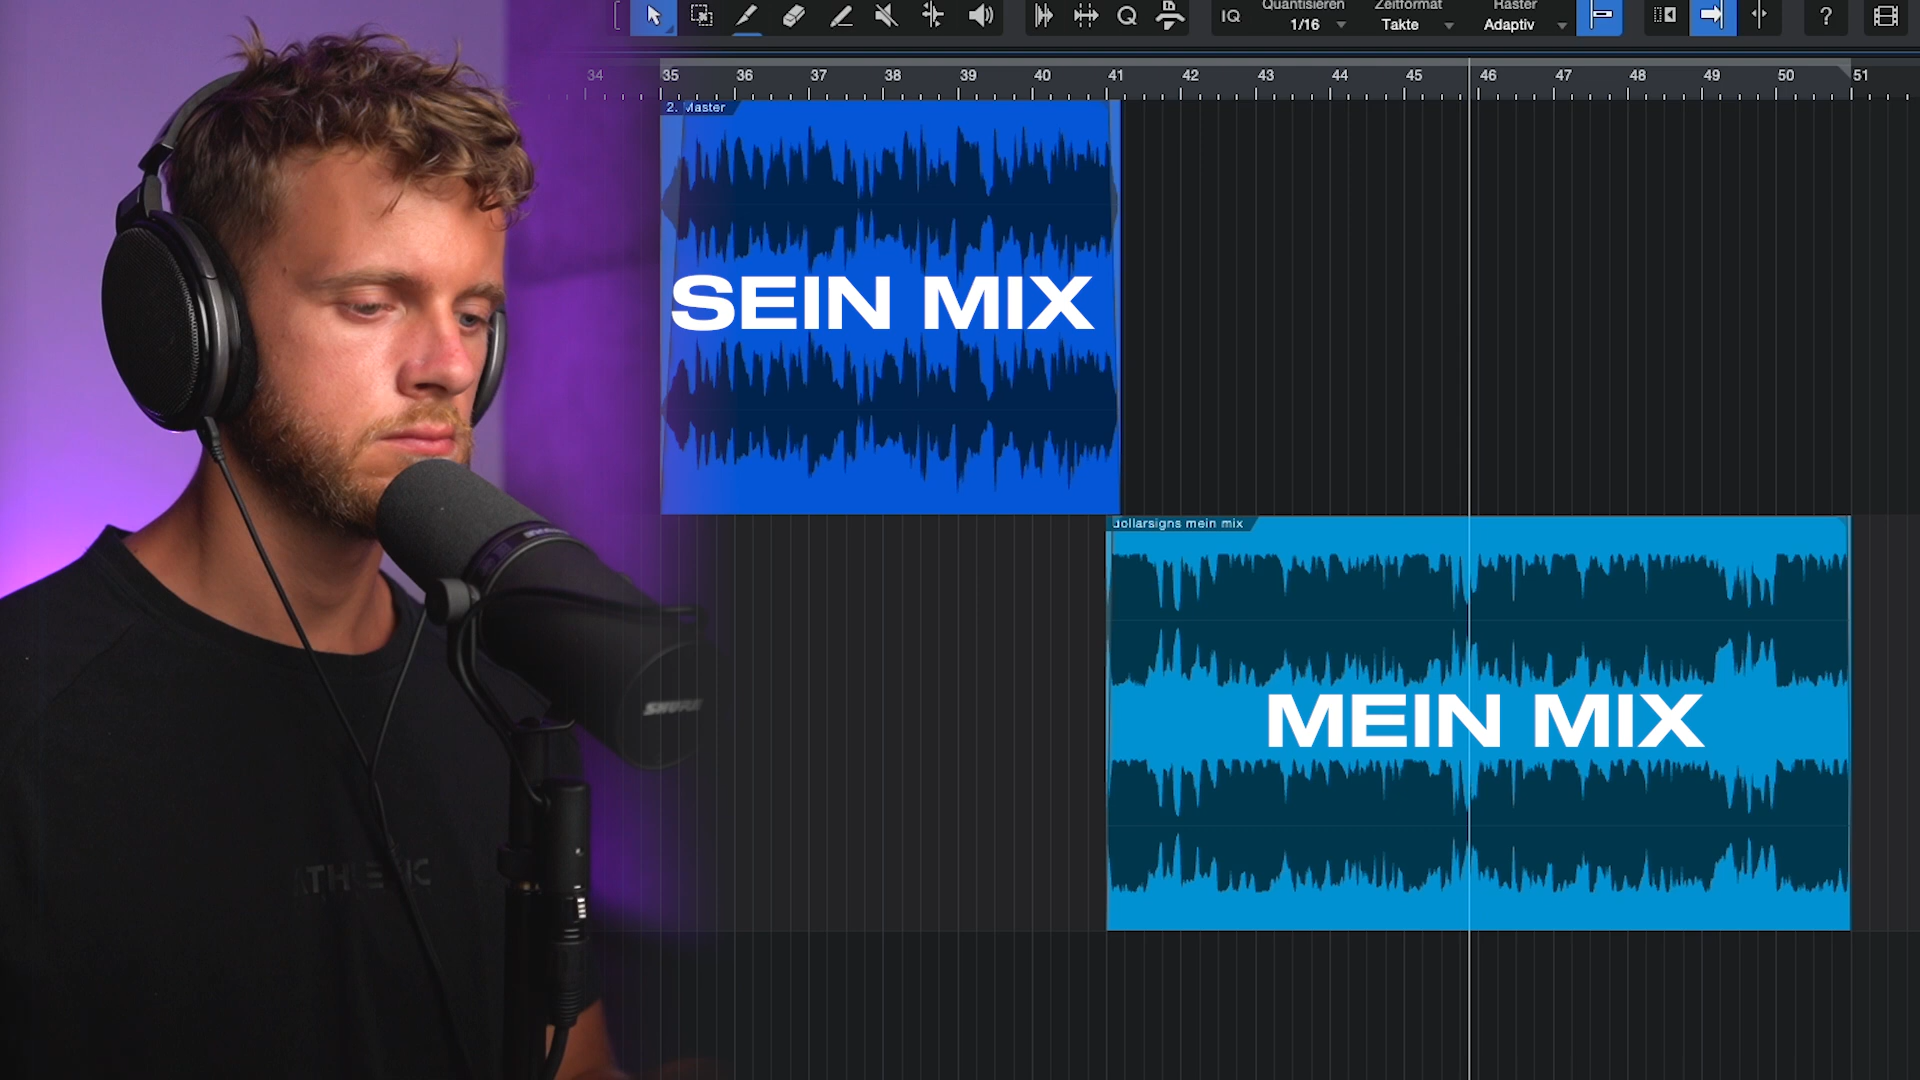 Quantisieren
Zeitformat
Raster
IQ
1/16
Takte
Adaptiv
?
34 35 36 37 38 39 40 41 42 43 44 45 46 47 48 49 50 51
2. Master
SEIN MIX
dollarsigns mein mix
MEIN MIX
SHURE